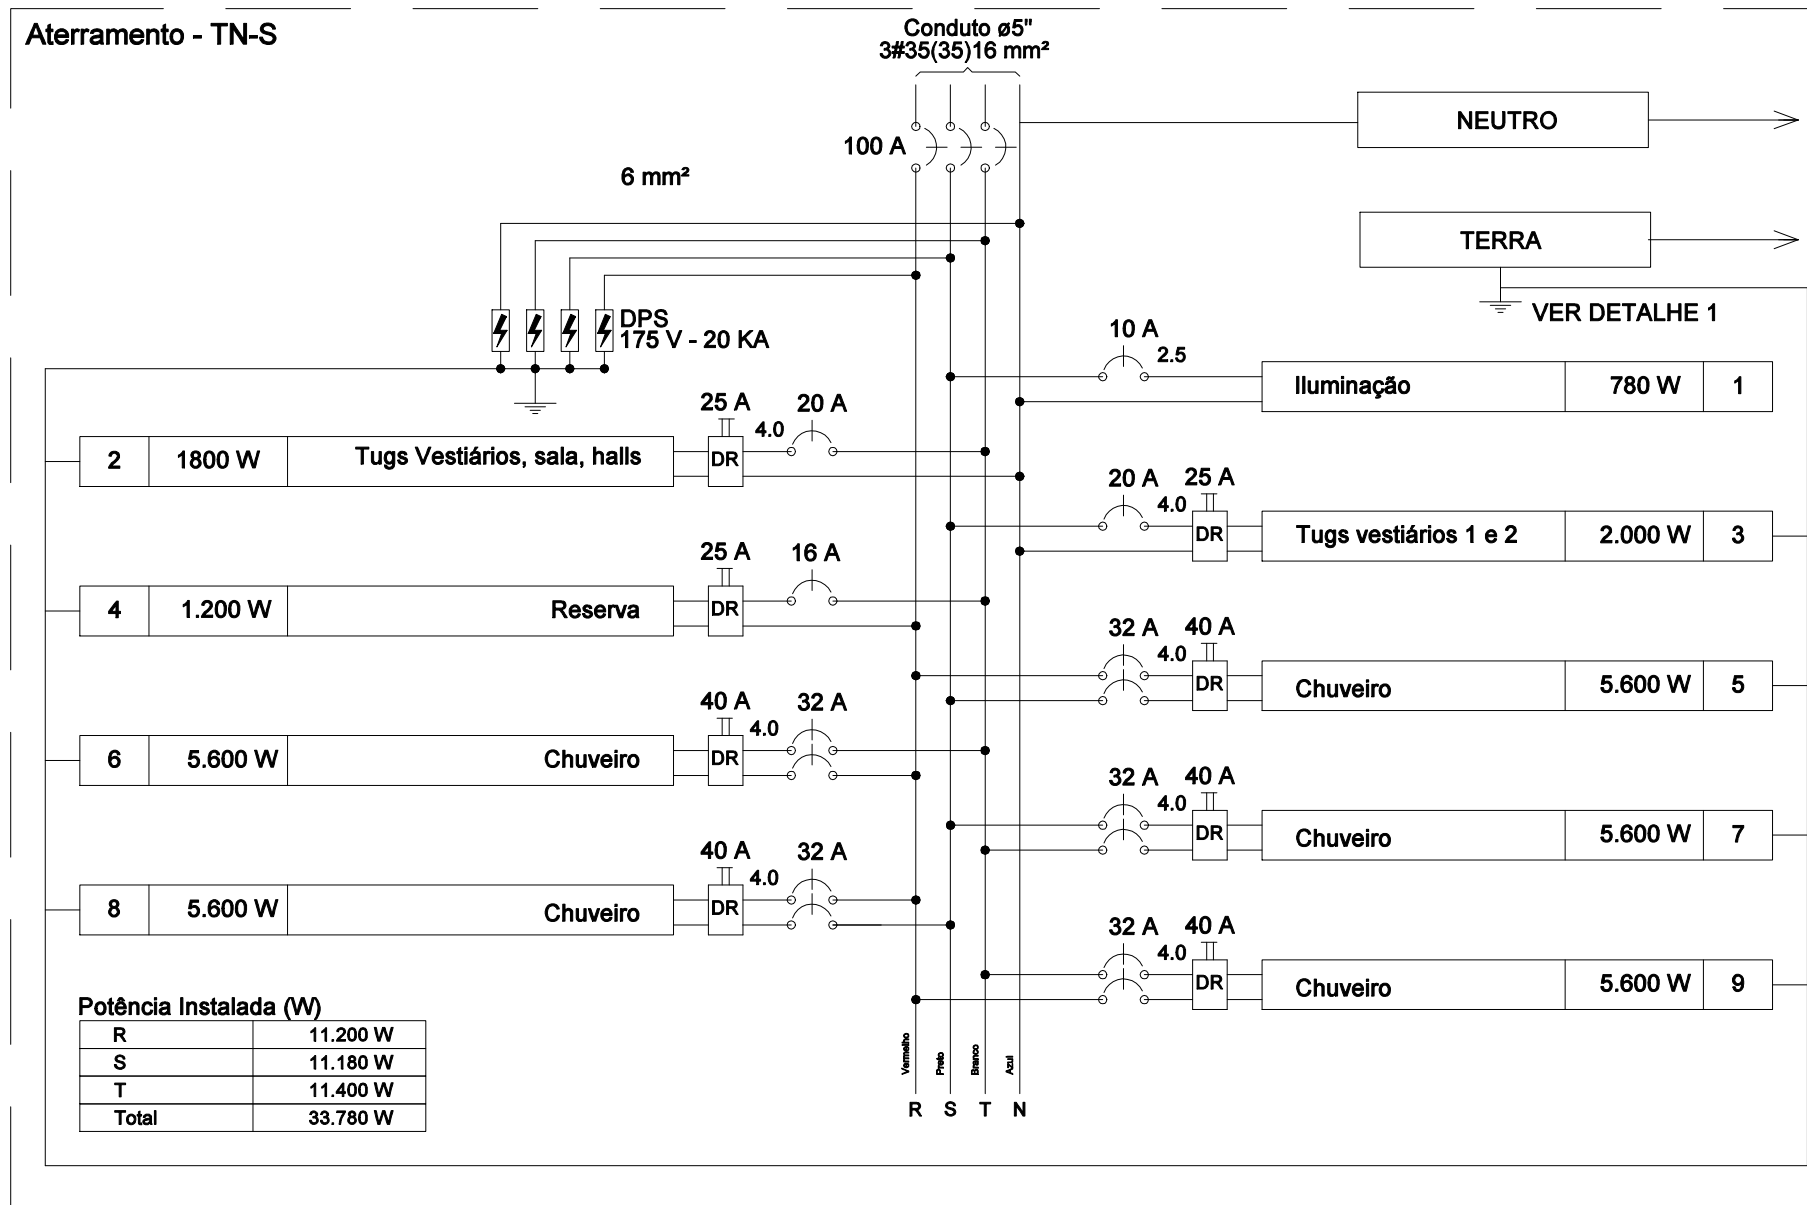 Aterramento - TN-S
Conduto ø5"
3#35(35)16 mm²
100 A
6 mm²
NEUTRO
TERRA
VER DETALHE 1
DPS
175 V - 20 KA
10 A
2.5
Iluminação 780 W 1
25 A 20 A
4.0
2 1800 W Tugs Vestiários, sala, halls DR
20 A 25 A
4.0
DR Tugs vestiários 1 e 2 2.000 W 3
25 A 16 A
4 1.200 W Reserva DR
32 A 40 A
4.0
DR Chuveiro 5.600 W 5
40 A 32 A
4.0
6 5.600 W Chuveiro DR
32 A 40 A
4.0
DR Chuveiro 5.600 W 7
40 A 32 A
4.0
8 5.600 W Chuveiro DR
32 A 40 A
4.0
DR Chuveiro 5.600 W 9
Potência Instalada (W)
R 11.200 W
S 11.180 W
T 11.400 W
Total 33.780 W
Vermelho Preto Branco Azul
R S T N